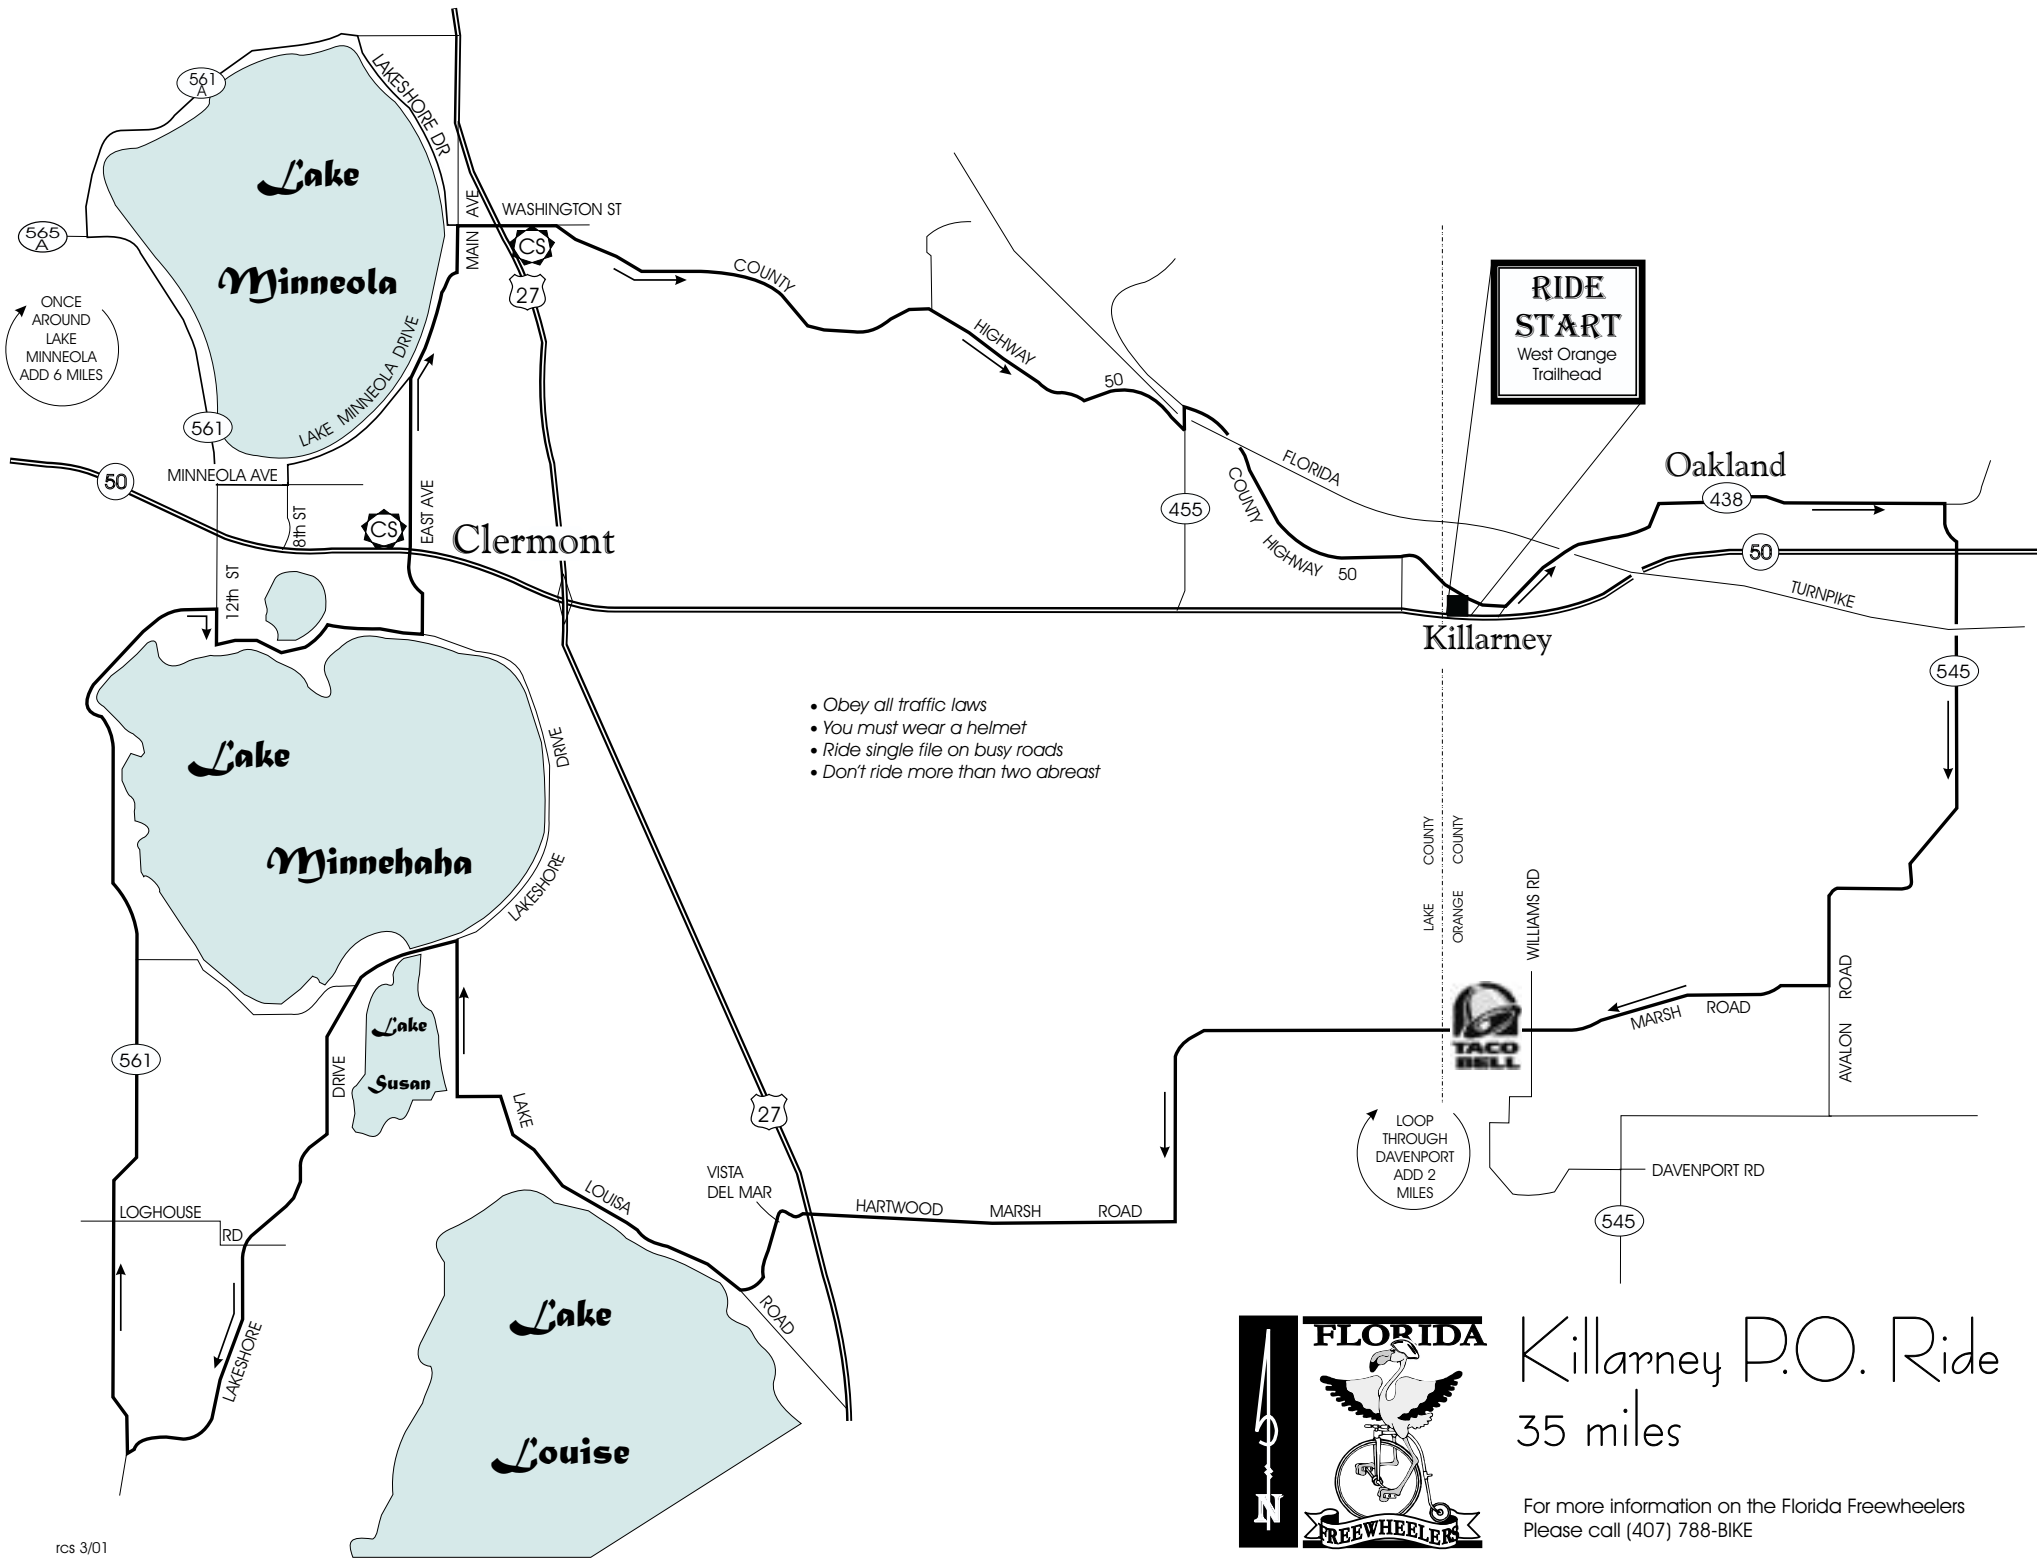 561
A
LAKESHORE DR
Lake
Minneola
565
A
ONCE
AROUND
LAKE
MINNEOLA
ADD 6 MILES
561
LAKE MINNEOLA DRIVE
MAIN AVE
WASHINGTON ST
CS
27
COUNTY
HIGHWAY
50
RIDE
START
West Orange
Trailhead
50
MINNEOLA AVE
8th ST
CS
EAST AVE
Clermont
12th ST
455
COUNTY
HIGHWAY
50
FLORIDA
TURNPIKE
Oakland
438
50
Killarney
545
Lake
Minnehaha
DRIVE
LAKESHORE
• Obey all traffic laws
• You must wear a helmet
• Ride single file on busy roads
• Don't ride more than two abreast
LAKE COUNTY
ORANGE COUNTY
WILLIAMS RD
TACO
BELL
MARSH ROAD
AVALON ROAD
Lake
Susan
561
DRIVE
LAKE
LOUISA
ROAD
27
VISTA
DEL MAR
HARTWOOD MARSH ROAD
LOOP
THROUGH
DAVENPORT
ADD 2
MILES
DAVENPORT RD
545
LOGHOUSE
RD
LAKESHORE
Lake
Louise
N
FLORIDA
FREEWHEELERS
Killarney P.O. Ride
35 miles
For more information on the Florida Freewheelers
Please call (407) 788-BIKE
rcs 3/01